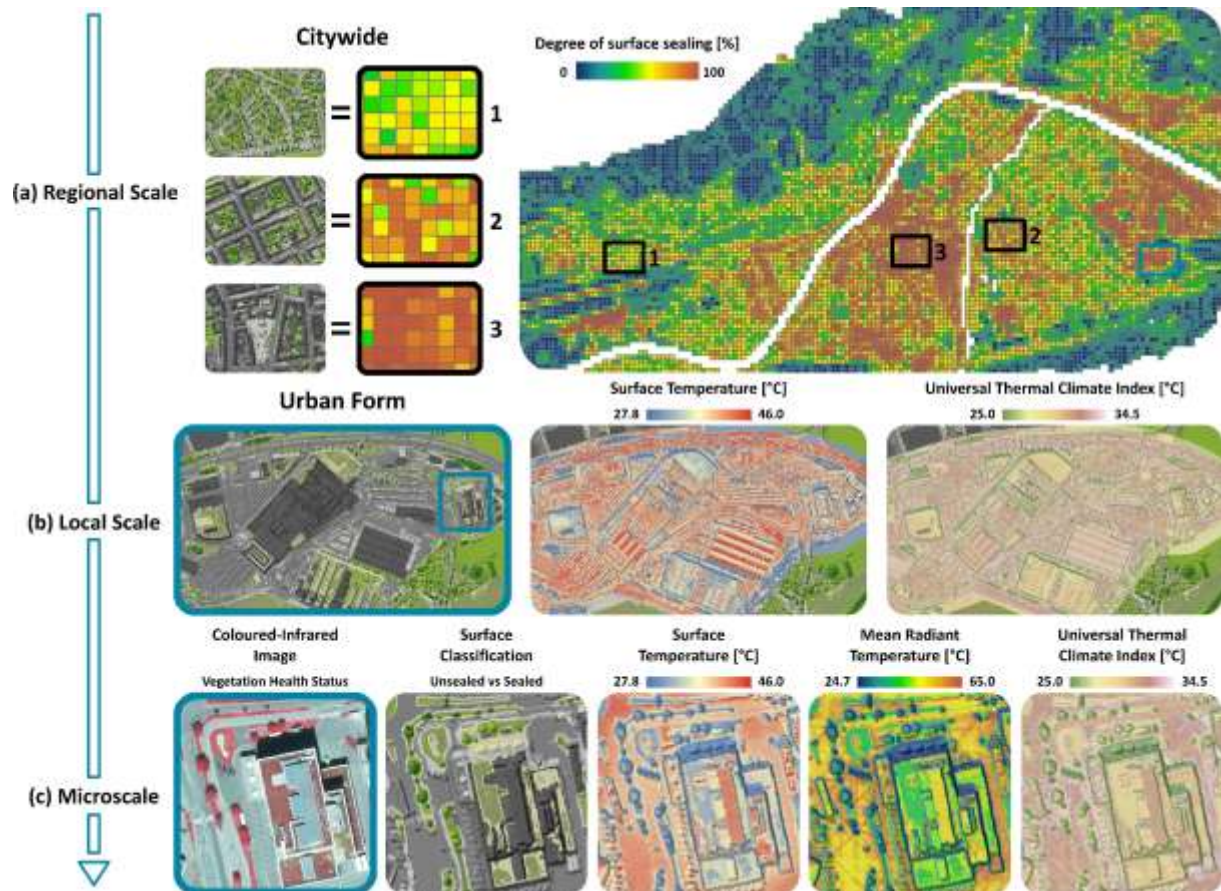 Citywide
Degree of surface sealing [%]
0 100
= 1
(a) Regional Scale
= 2
= 3
1
3
2
Urban Form
Surface Temperature [°C]
27.8 46.0
Universal Thermal Climate Index [°C]
25.0 34.5
(b) Local Scale
Coloured-Infrared
Image
Vegetation Health Status
Surface
Classification
Unsealed vs Sealed
Surface
Temperature [°C]
27.8 46.0
Mean Radiant
Temperature [°C]
24.7 65.0
Universal Thermal
Climate Index [°C]
25.0 34.5
(c) Microscale